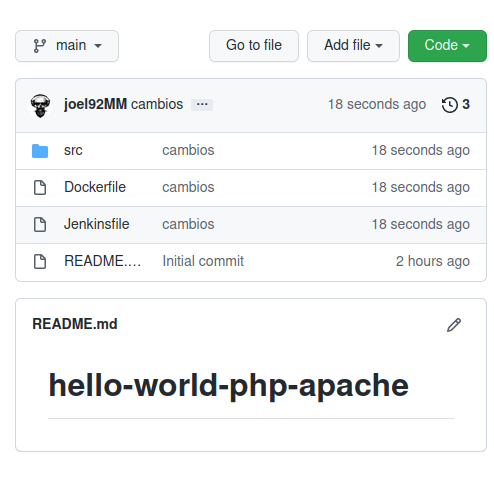 main Go to file Add file Code
joel92MM cambios ... 18 seconds ago 3
src cambios 18 seconds ago
Dockerfile cambios 18 seconds ago
Jenkinsfile cambios 18 seconds ago
README.… Initial commit 2 hours ago
README.md
hello-world-php-apache